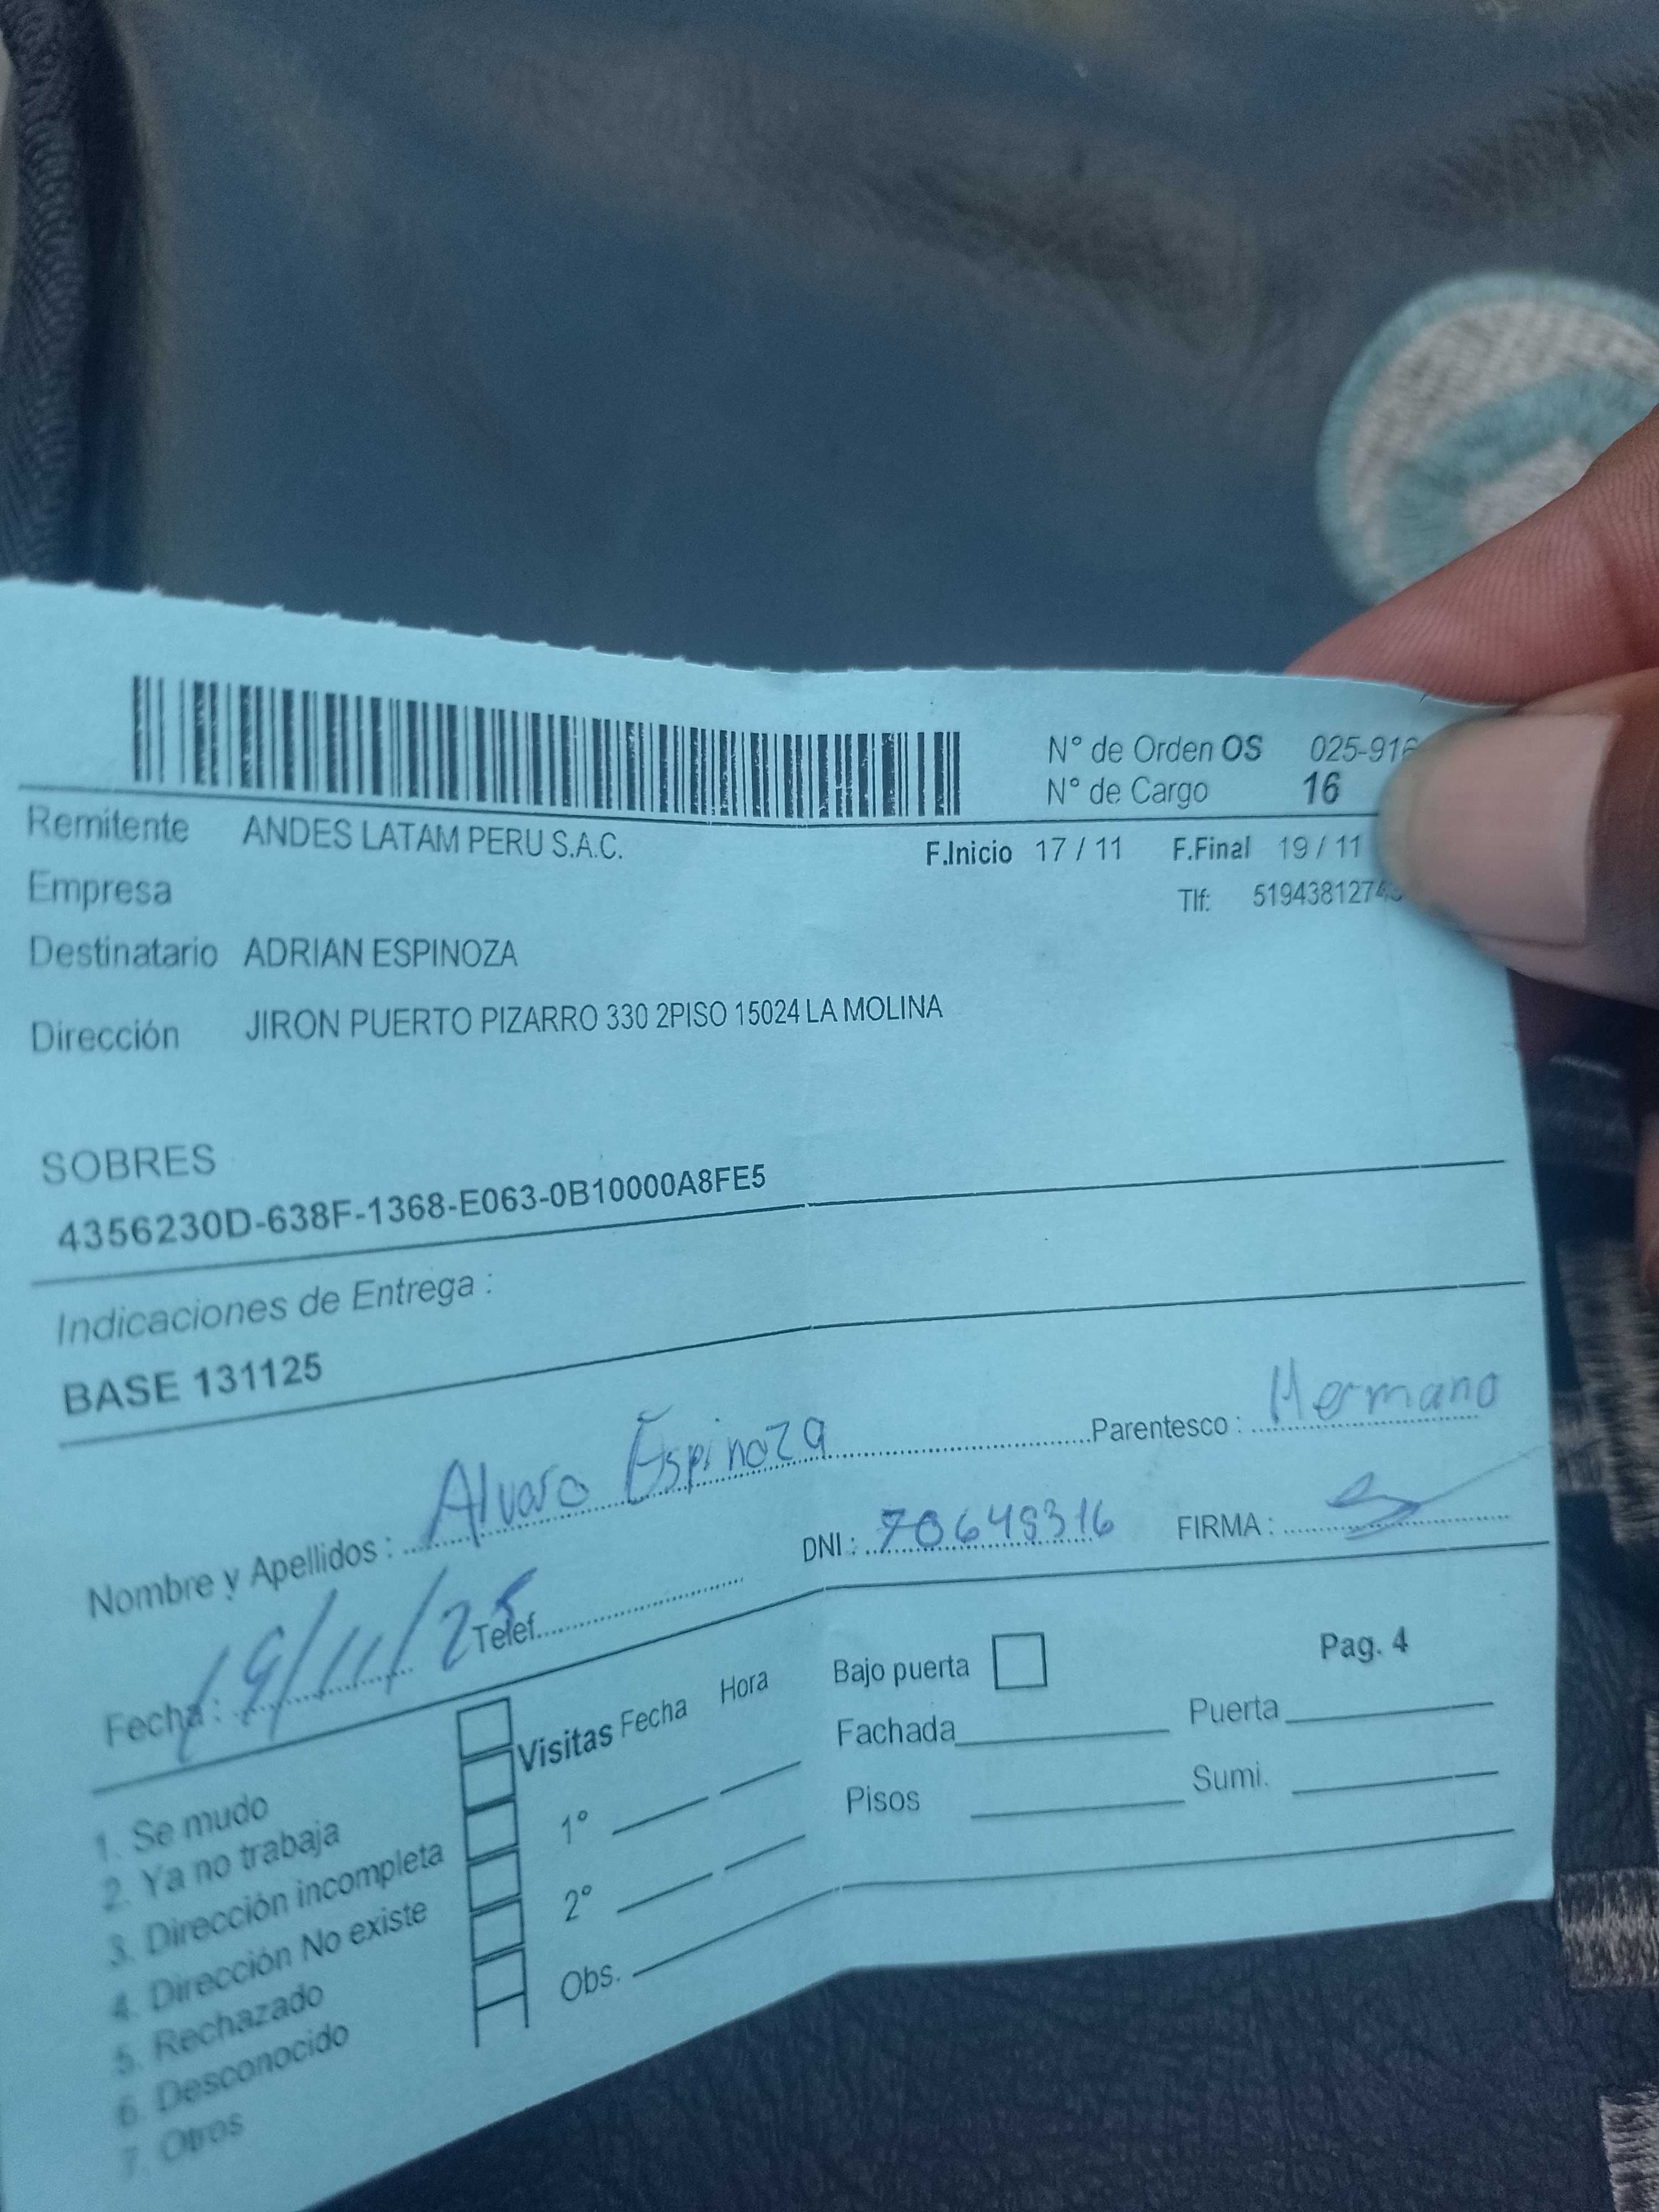 N° de Orden OS 025-916
N° de Cargo 16
Remitente ANDES LATAM PERU S.A.C.
F.Inicio 17 / 11 F.Final 19 / 11
Empresa
Tlf: 5194381274
Destinatario ADRIAN ESPINOZA
Dirección JIRON PUERTO PIZARRO 330 2PISO 15024 LA MOLINA
SOBRES
4356230D-638F-1368-E063-0B10000A8FE5
Indicaciones de Entrega :
BASE 131125
Nombre y Apellidos : Alvaro Espinoza Parentesco : Hermano
Fecha : 19/11/25 Telef. DNI : 70649316 FIRMA :
Visitas Fecha Hora Bajo puerta Pag. 4
Fachada Puerta
1° Pisos Sumi.
2°
Obs.
1. Se mudo
2. Ya no trabaja
3. Dirección incompleta
4. Dirección No existe
5. Rechazado
6. Desconocido
7. Otros